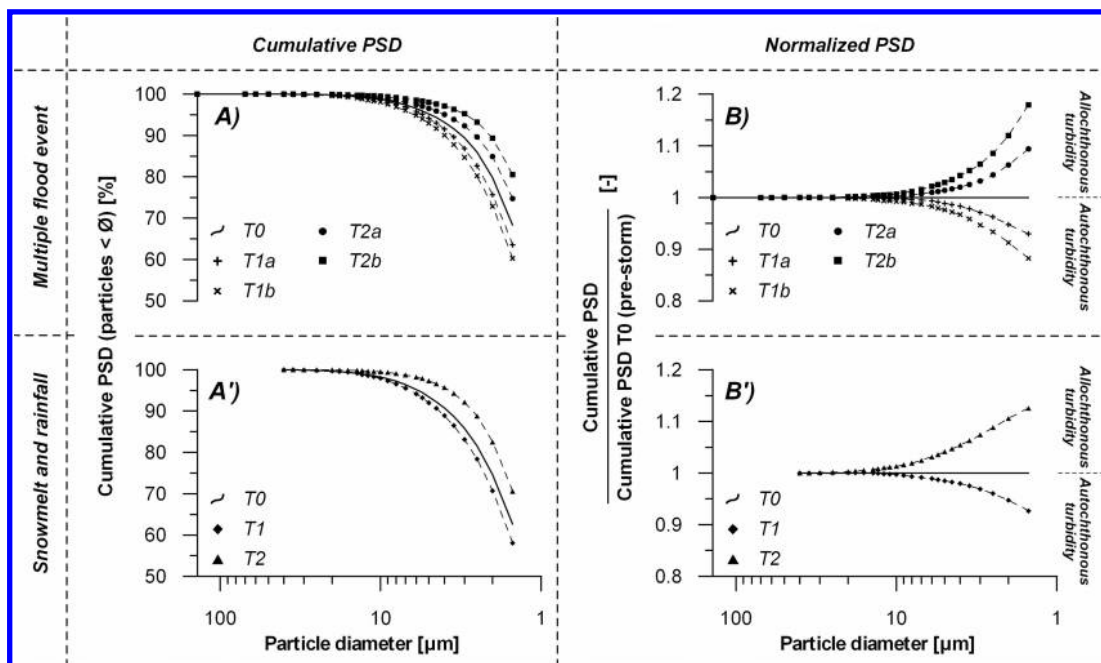 Cumulative PSD
Normalized PSD
Multiple flood event
Snowmelt and rainfall
Cumulative PSD (particles < Ø) [%]
A)
100
90
80
70
60
50
T0
T1a
T1b
T2a
T2b
A')
100
90
80
70
60
50
T0
T1
T2
100
10
1
Particle diameter [µm]
Cumulative PSD
Cumulative PSD T0 (pre-storm)
[-]
B)
1.2
1.1
1
0.9
0.8
T0
T1a
T1b
T2a
T2b
Allochthonous
turbidity
Autochthonous
turbidity
B')
1.2
1.1
1
0.9
0.8
T0
T1
T2
Allochthonous
turbidity
Autochthonous
turbidity
100
10
1
Particle diameter [µm]